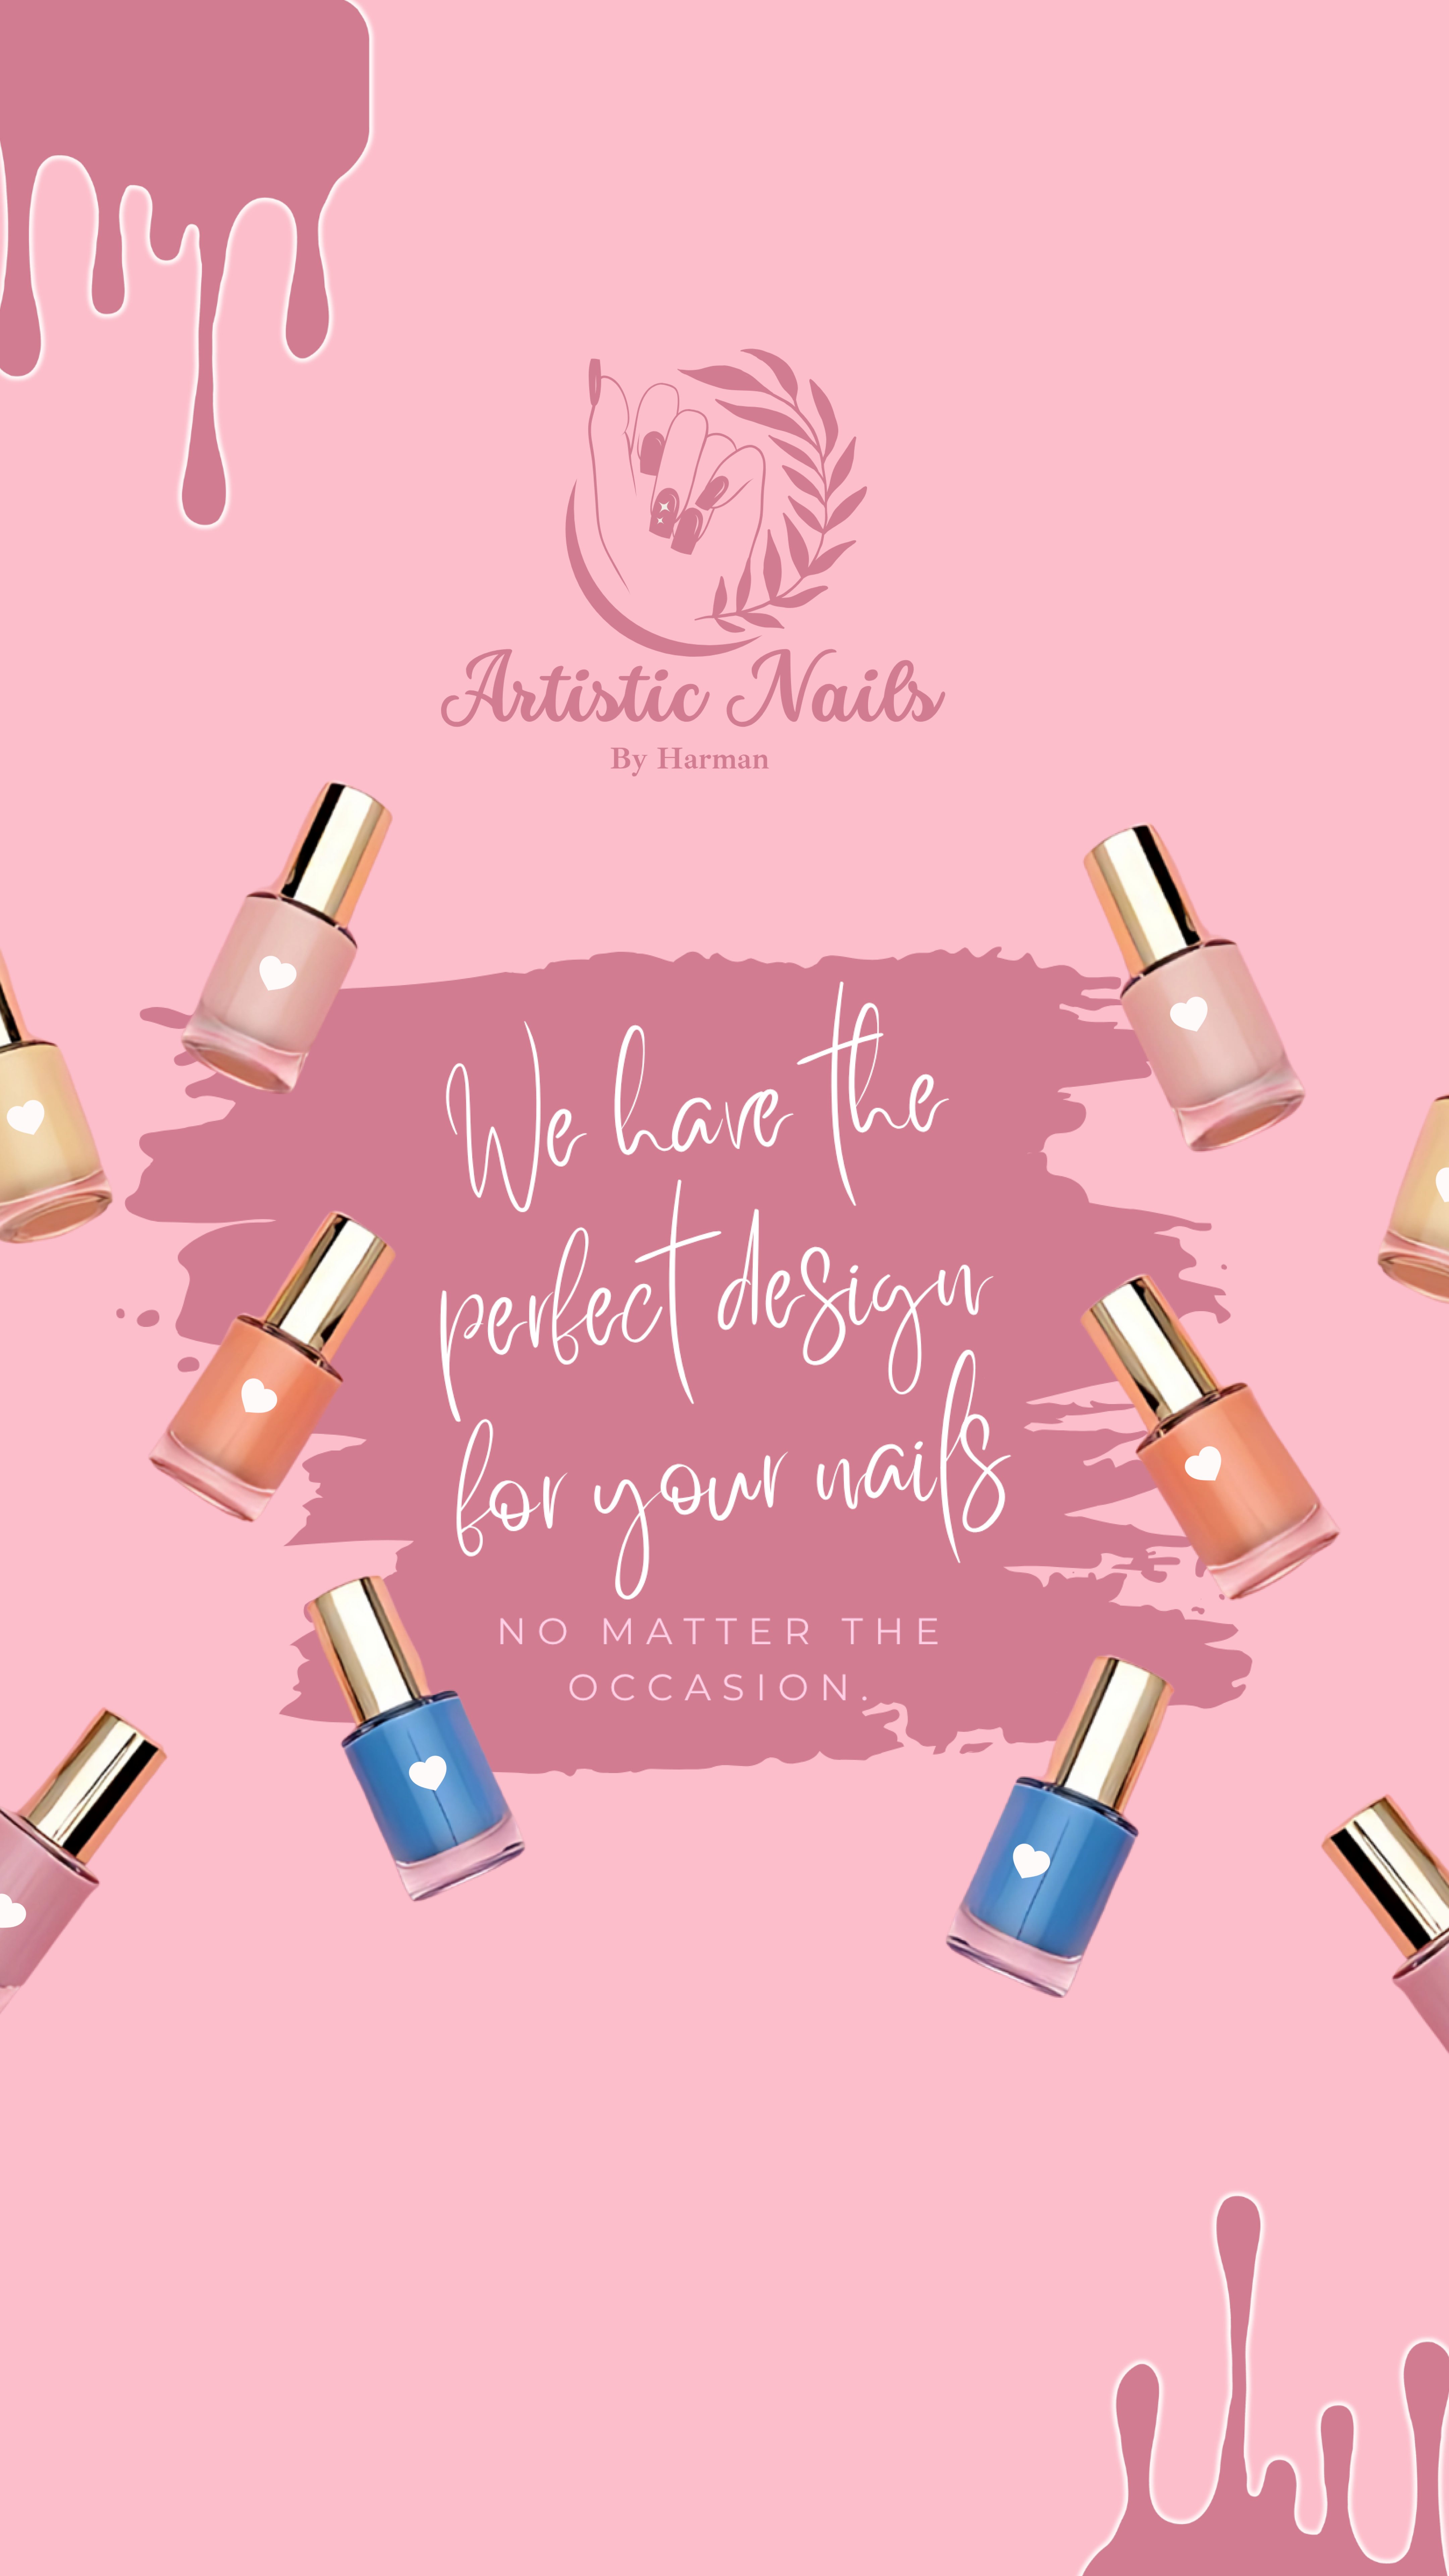 Artistic Nails
By Harman
We have the
perfect design
for your nails
NO MATTER THE
OCCASION.